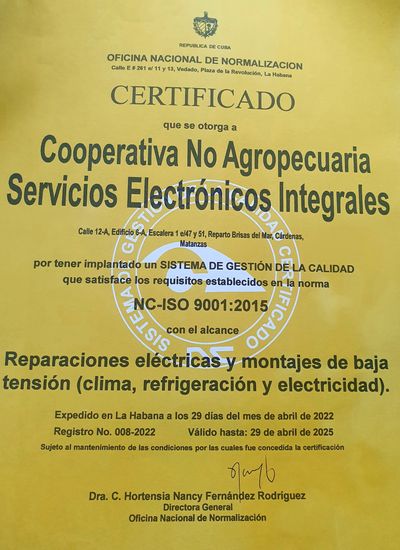 REPUBLICA DE CUBA
OFICINA NACIONAL DE NORMALIZACION
Calle E # 261 e/ 11 y 13, Vedado, Plaza de la Revolución, La Habana
CERTIFICADO
que se otorga a
Cooperativa No Agropecuaria
Servicios Electrónicos Integrales
Calle 12-A, Edificio 6-A, Escalera 1 e/47 y 51, Reparto Brisas del Mar, Cárdenas,
Matanzas
por tener implantado un SISTEMA DE GESTIÓN DE LA CALIDAD
que satisface los requisitos establecidos en la norma
NC-ISO 9001:2015
con el alcance
Reparaciones eléctricas y montajes de baja
tensión (clima, refrigeración y electricidad).
Expedido en La Habana a los 29 días del mes de abril de 2022
Registro No. 008-2022 Válido hasta: 29 de abril de 2025
Sujeto al mantenimiento de las condiciones por las cuales fue concedida la certificación
Dra. C. Hortensia Nancy Fernández Rodriguez
Directora General
Oficina Nacional de Normalización